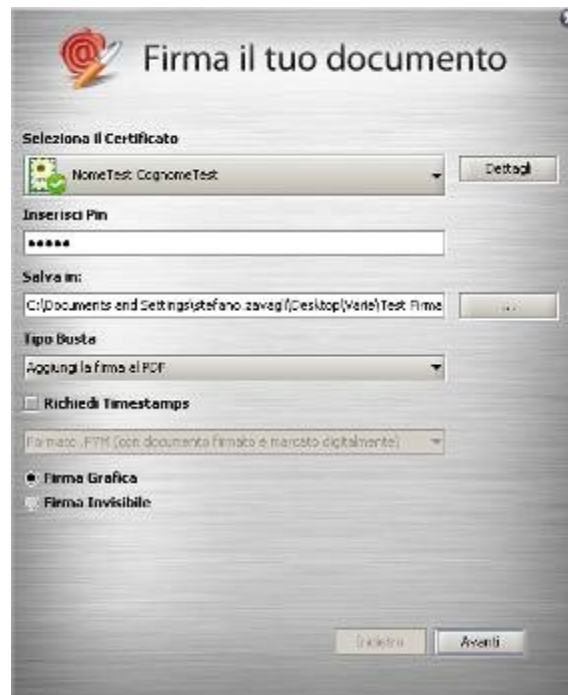 Firma il tuo documento
Seleziona Il Certificato
NomeTest CognomeTest
Dettagli
Inserisci Pin
•••••
Salva in:
C:\Documents and Settings\stefano.zavagli\Desktop\Varie\Test Firma
...
Tipo Busta
Aggiungi la firma al PDF
Richiedi Timestamps
Formato .P7M (con documento firmato e marcato digitalmente)
Firma Grafica
Firma Invisibile
Indietro
Avanti